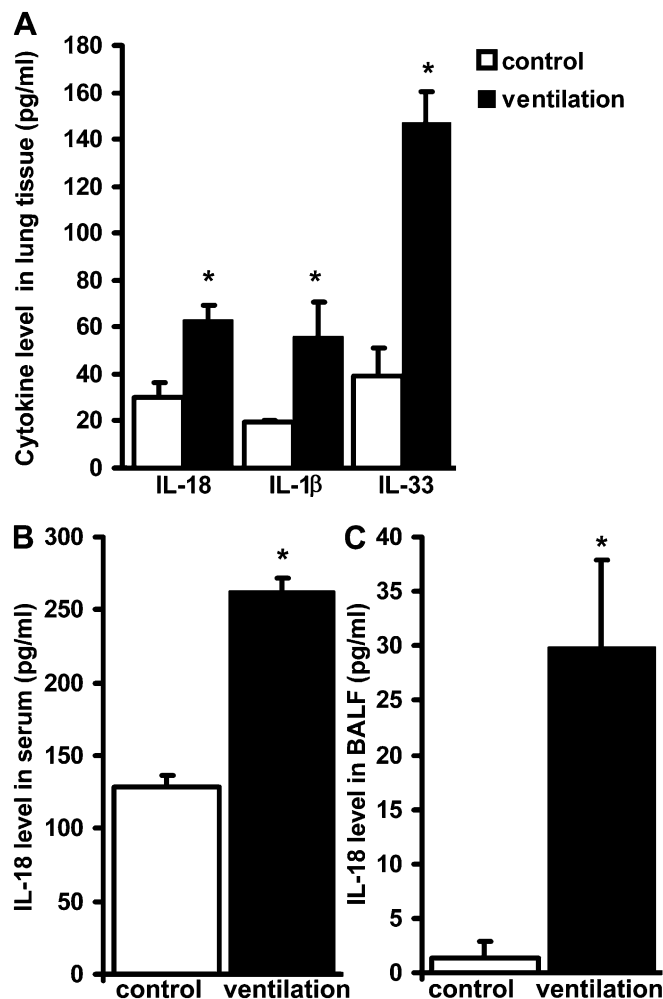 A
Cytokine level in lung tissue (pg/ml)
180
160
140
120
100
80
60
40
20
0
control
ventilation
*
*
*
IL-18
IL-1β
IL-33
B
IL-18 level in serum (pg/ml)
300
250
200
150
100
50
0
*
control
ventilation
C
IL-18 level in BALF (pg/ml)
40
35
30
25
20
15
10
5
0
*
control
ventilation